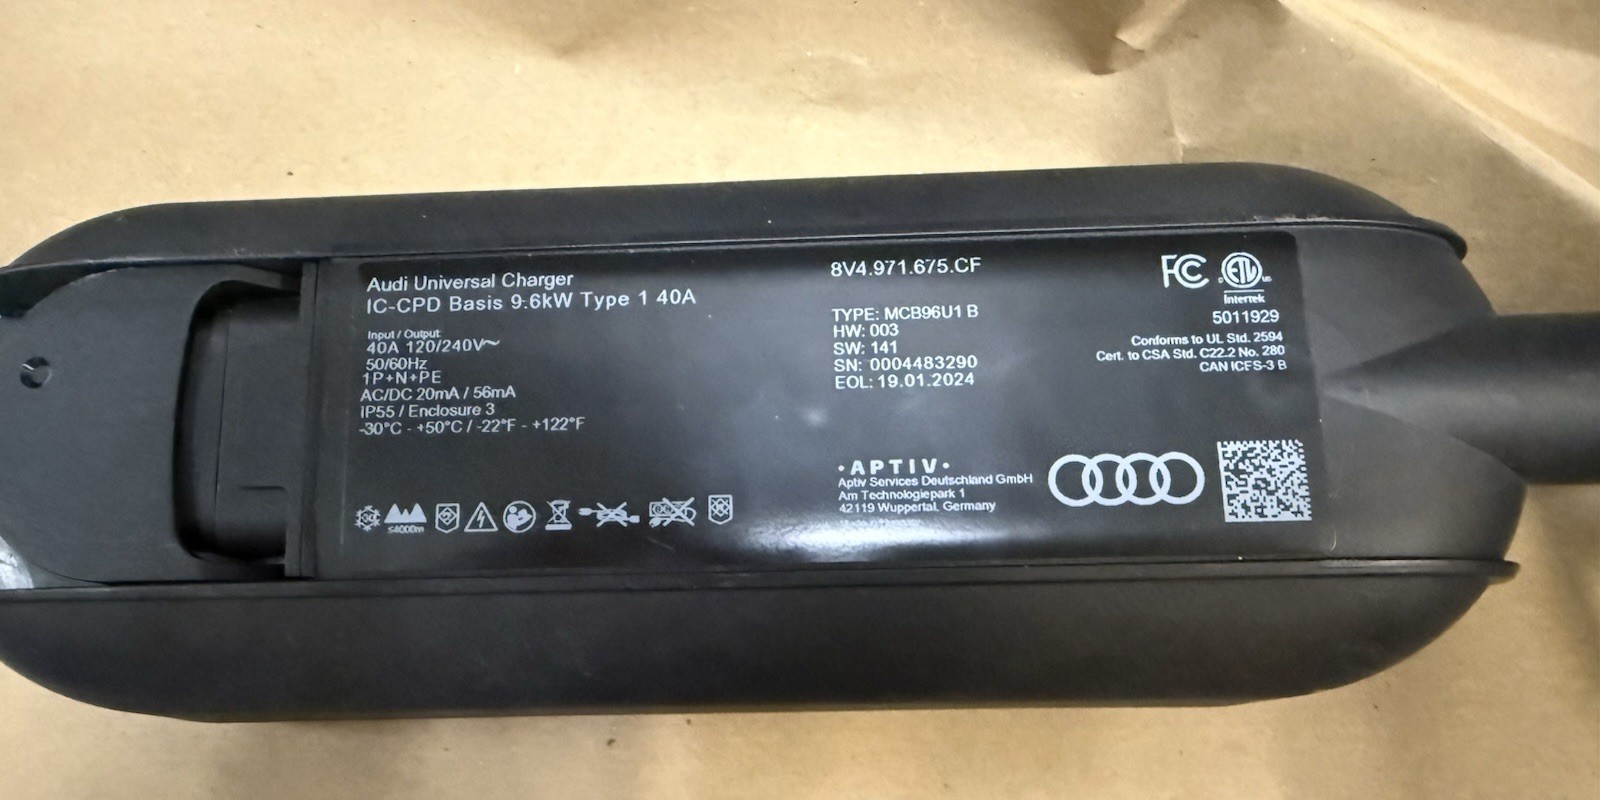 Audi Universal Charger
IC-CPD Basis 9.6kW Type 1 40A
Input / Output:
40A 120/240V~
50/60Hz
1P+N+PE
AC/DC 20mA / 56mA
IP55 / Enclosure 3
-30°C - +50°C / -22°F - +122°F
≤4000m
8V4.971.675.CF
TYPE: MCB96U1 B
HW: 003
SW: 141
SN: 0004483290
EOL: 19.01.2024
·APTIV·
Aptiv Services Deutschland GmbH
Am Technologiepark 1
42119 Wuppertal, Germany
FC
ETL
Intertek
5011929
Conforms to UL Std. 2594
Cert. to CSA Std. C22.2 No. 280
CAN ICES-3 B